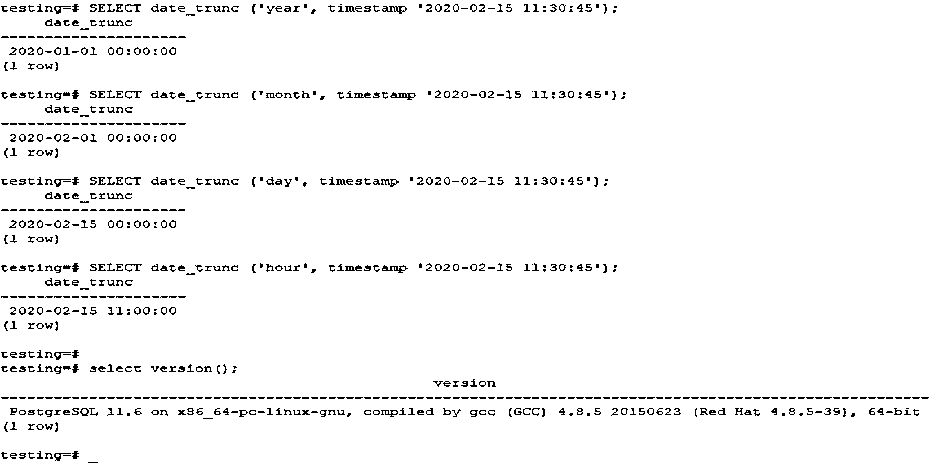 testing=# SELECT date_trunc ('year', timestamp '2020-02-15 11:30:45');
date_trunc
---------------------
2020-01-01 00:00:00
(1 row)
testing=# SELECT date_trunc ('month', timestamp '2020-02-15 11:30:45');
date_trunc
---------------------
2020-02-01 00:00:00
(1 row)
testing=# SELECT date_trunc ('day', timestamp '2020-02-15 11:30:45');
date_trunc
---------------------
2020-02-15 00:00:00
(1 row)
testing=# SELECT date_trunc ('hour', timestamp '2020-02-15 11:30:45');
date_trunc
---------------------
2020-02-15 11:00:00
(1 row)
testing=#
testing=# select version();
version
---------------------------------------------------------------------------------------------------------
PostgreSQL 11.6 on x86_64-pc-linux-gnu, compiled by gcc (GCC) 4.8.5 20150623 (Red Hat 4.8.5-39), 64-bit
(1 row)
testing=# _